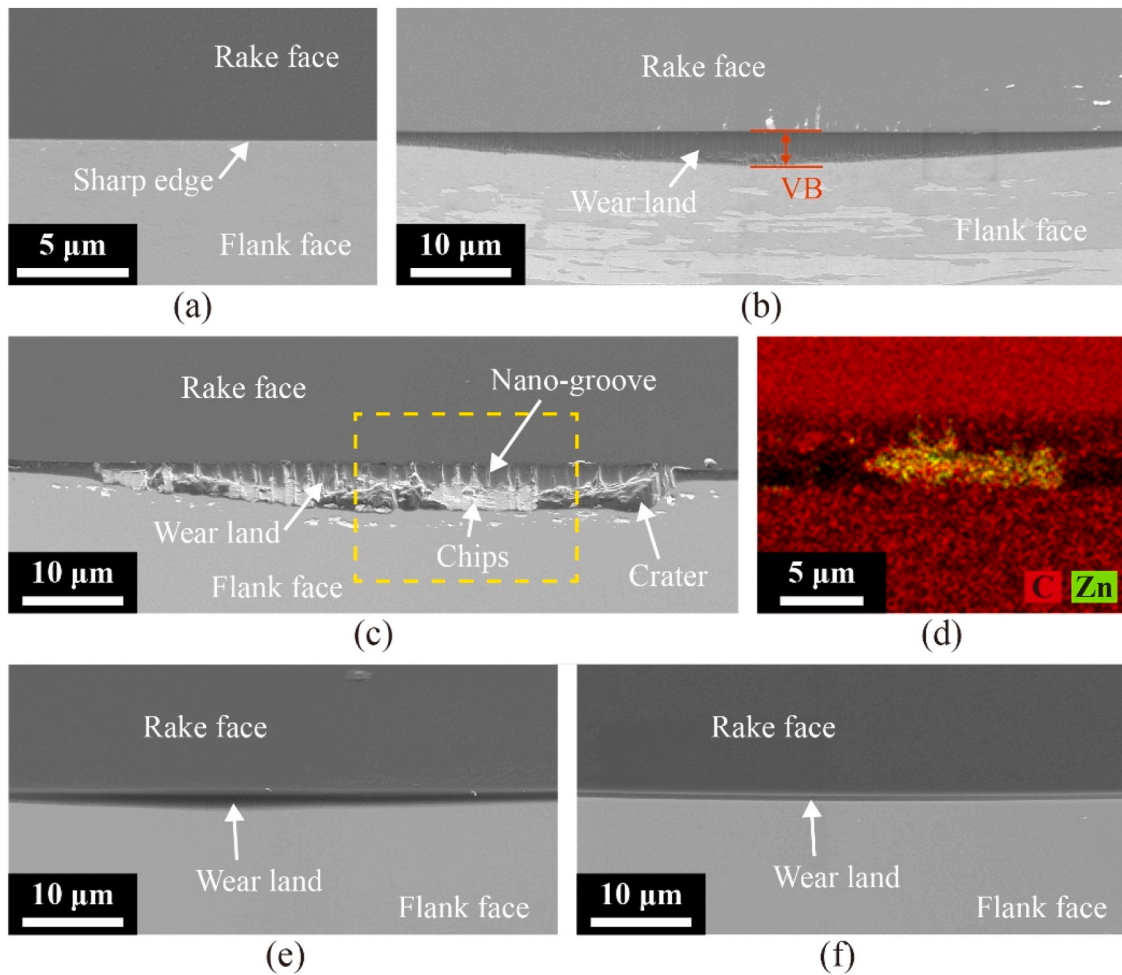 Rake face
Sharp edge
Flank face
5 μm
(a)
Rake face
VB
Wear land
Flank face
10 μm
(b)
Rake face
Nano-groove
Wear land
Chips
Crater
Flank face
10 μm
(c)
5 μm
C Zn
(d)
Rake face
Wear land
Flank face
10 μm
(e)
Rake face
Wear land
Flank face
10 μm
(f)